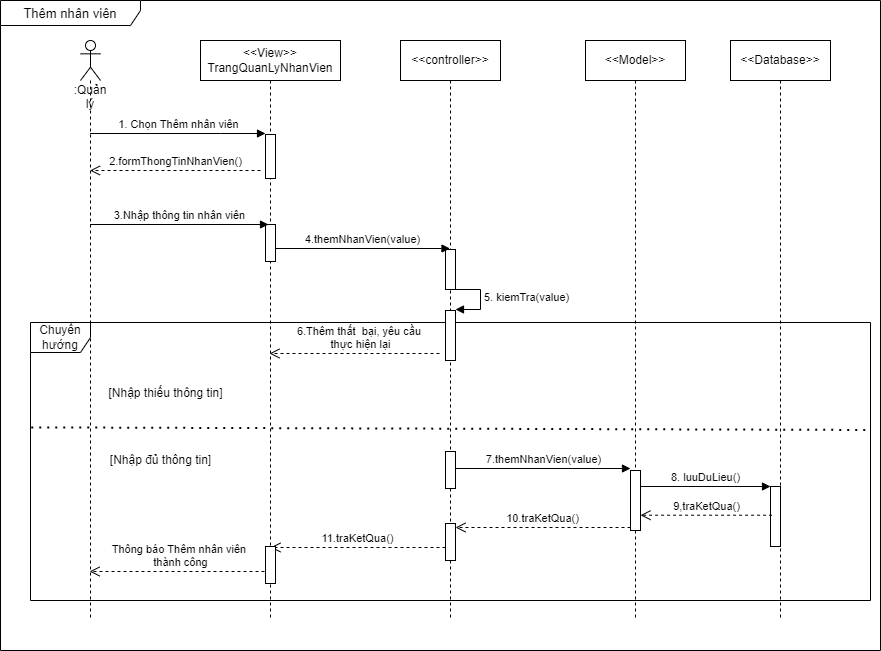 Thêm nhân viên
<<View>>
TrangQuanLyNhanVien
<<controller>>
<<Model>>
<<Database>>
:Quản
lý
1. Chọn Thêm nhân viên
2.formThongTinNhanVien()
3.Nhập thông tin nhân viên
4.themNhanVien(value)
5. kiemTra(value)
Chuyển
hướng
6.Thêm thất bại, yêu cầu
thực hiện lại
[Nhập thiếu thông tin]
[Nhập đủ thông tin]
7.themNhanVien(value)
8. luuDuLieu()
9,traKetQua()
10.traKetQua()
11.traKetQua()
Thông báo Thêm nhân viên
thành công